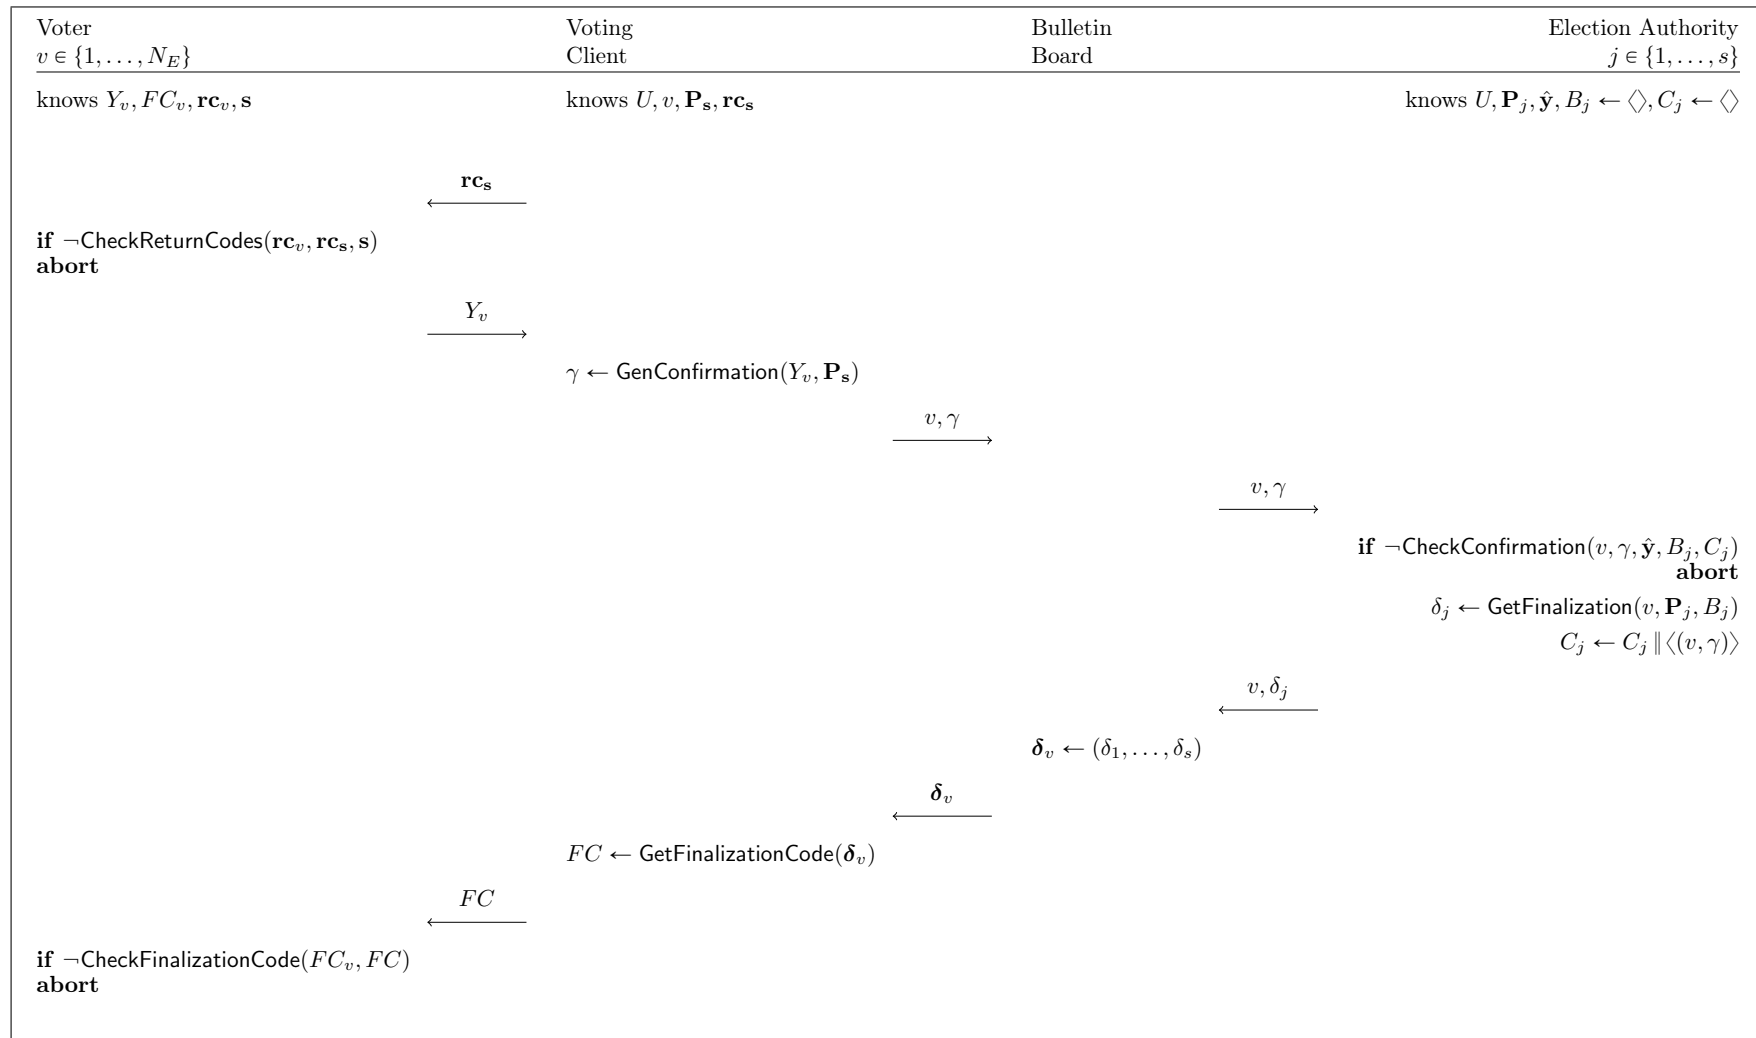 Voter Voting Bulletin Election Authority
v ∈ {1, . . . , N_E} Client Board j ∈ {1, . . . , s}
knows Y_v, FC_v, rc_v, s knows U, v, P_s, rc_s knows U, P_j, ŷ, B_j ← ⟨⟩, C_j ← ⟨⟩
rc_s
if ¬CheckReturnCodes(rc_v, rc_s, s)
abort
Y_v
γ ← GenConfirmation(Y_v, P_s)
v, γ
v, γ
if ¬CheckConfirmation(v, γ, ŷ, B_j, C_j)
abort
δ_j ← GetFinalization(v, P_j, B_j)
C_j ← C_j ∥ ⟨(v, γ)⟩
v, δ_j
δ_v ← (δ_1, . . . , δ_s)
δ_v
FC ← GetFinalizationCode(δ_v)
FC
if ¬CheckFinalizationCode(FC_v, FC)
abort